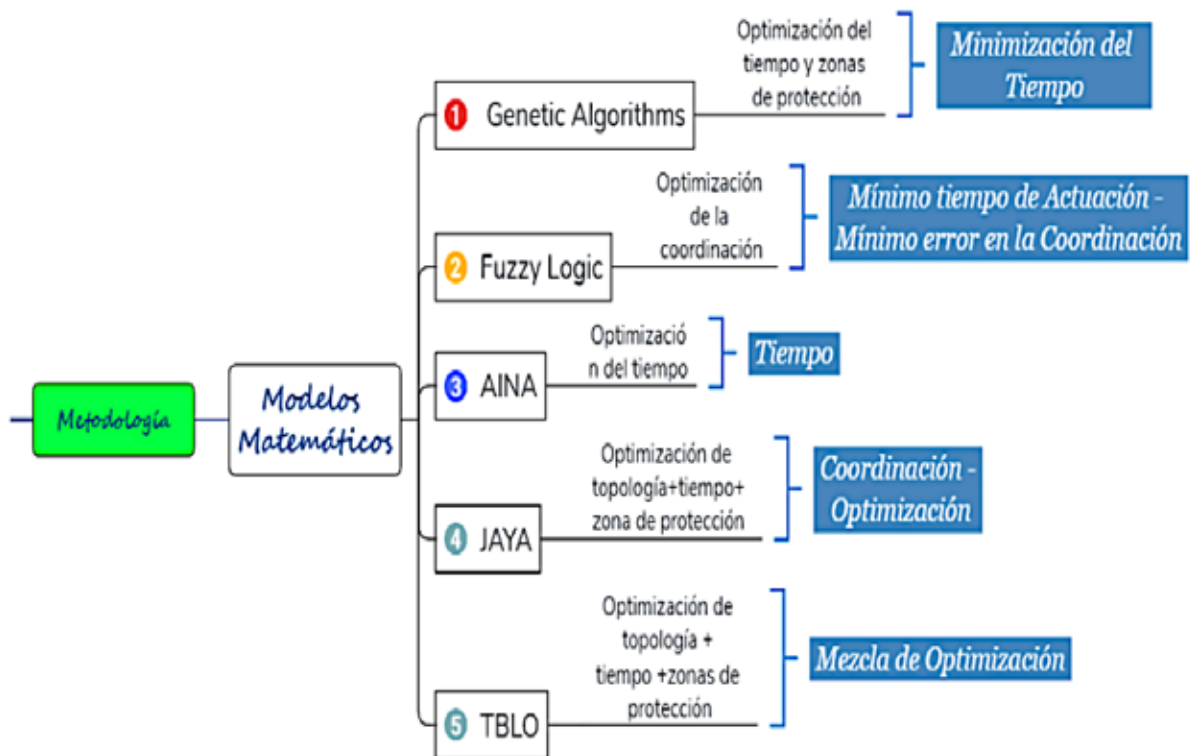 Metodología
Modelos
Matemáticos
1 Genetic Algorithms
Optimización del
tiempo y zonas
de protección
Minimización del
Tiempo
2 Fuzzy Logic
Optimización
de la
coordinación
Mínimo tiempo de Actuación -
Mínimo error en la Coordinación
3 AINA
Optimizació
n del tiempo
Tiempo
4 JAYA
Optimización de
topología+tiempo+
zona de protección
Coordinación -
Optimización
5 TBLO
Optimización de
topología +
tiempo +zonas de
protección
Mezcla de Optimización